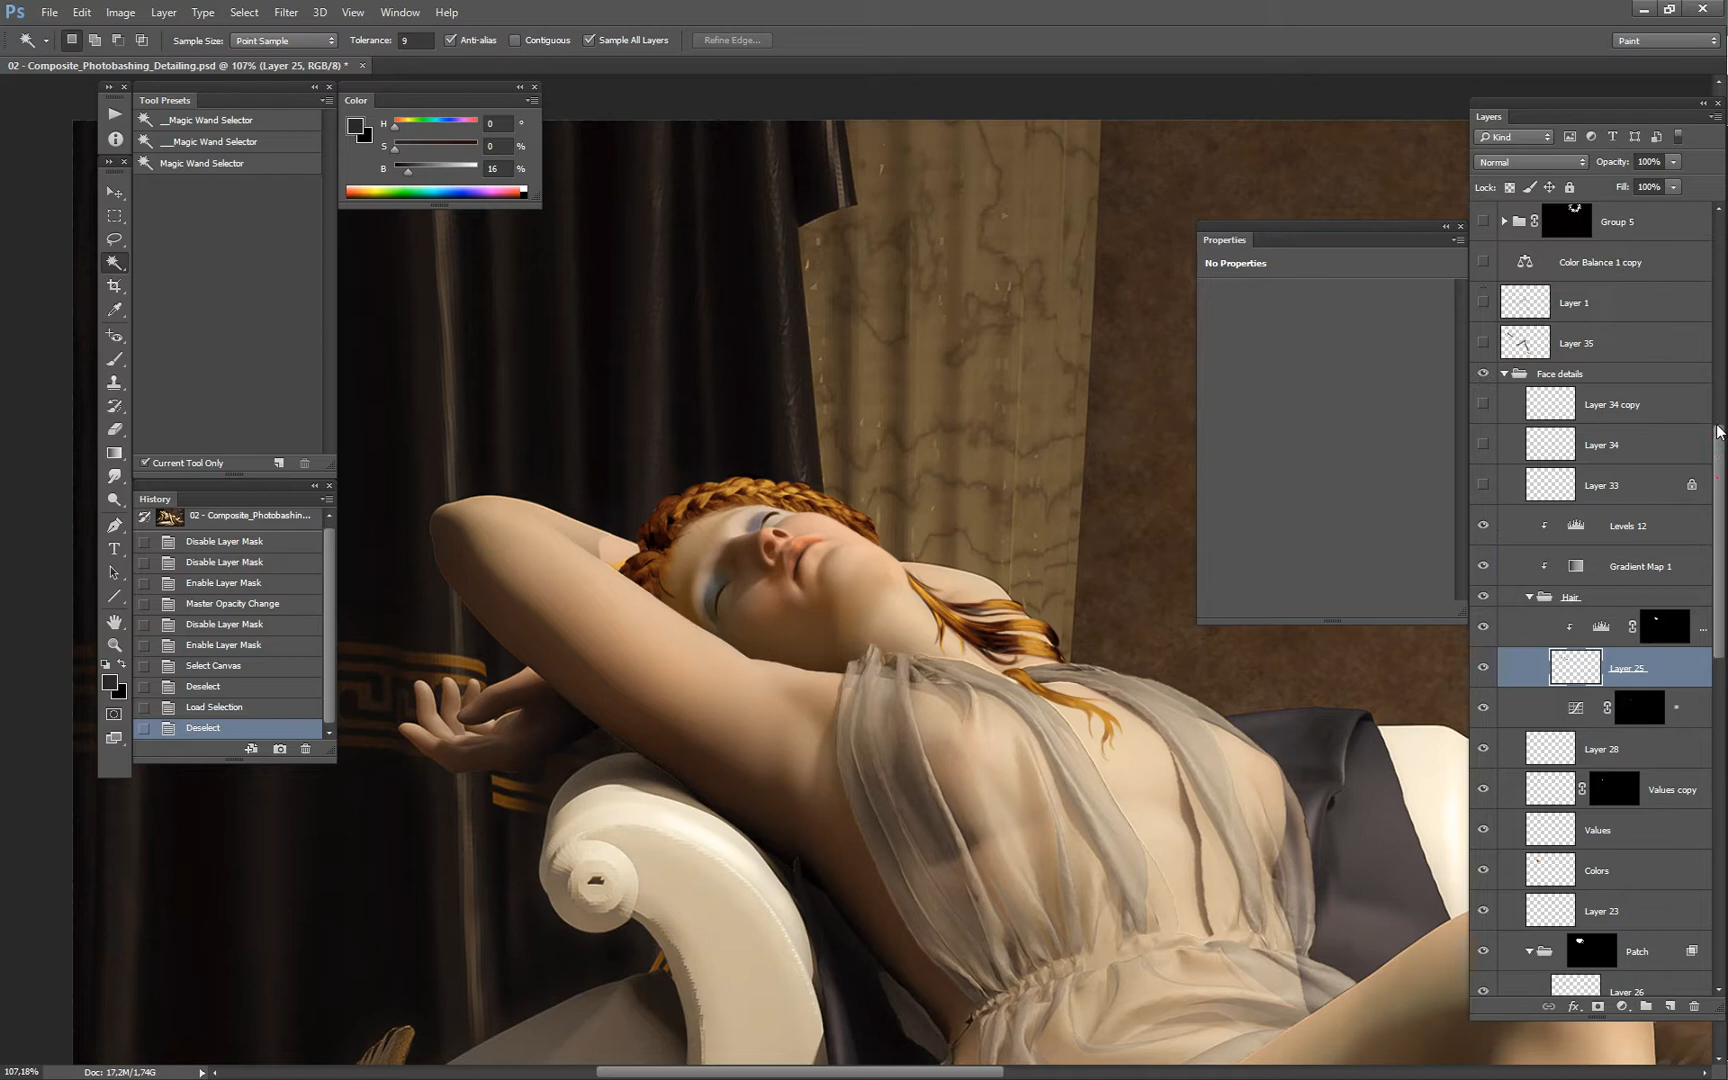 Ps File Edit Image Layer Type Select Filter 3D View Window Help
Sample Size: Point Sample Tolerance: 9 Anti-alias Contiguous Sample All Layers Refine Edge... Paint
02 - Composite_Photobashing_Detailing.psd @ 107% (Layer 25, RGB/8) *
Tool Presets
__Magic Wand Selector
___Magic Wand Selector
Magic Wand Selector
Current Tool Only
History
02 - Composite_Photobashin...
Disable Layer Mask
Disable Layer Mask
Enable Layer Mask
Master Opacity Change
Disable Layer Mask
Enable Layer Mask
Select Canvas
Deselect
Load Selection
Deselect
Color
H 0 °
S 0 %
B 16 %
Properties
No Properties
Layers
Kind
Normal Opacity: 100%
Lock: Fill: 100%
Group 5
Color Balance 1 copy
Layer 1
Layer 35
Face details
Layer 34 copy
Layer 34
Layer 33
Levels 12
Gradient Map 1
Hair
...
Layer 25
Layer 28
Values copy
Values
Colors
Layer 23
Patch
Layer 26
fx
107,18% Doc: 17,2M/1,74G